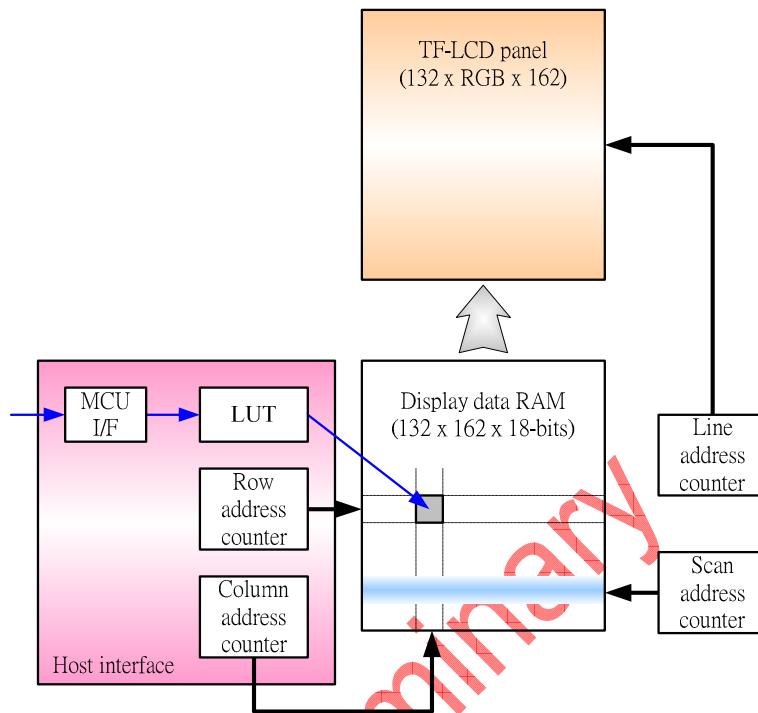 TF-LCD panel
(132 x RGB x 162)
MCU
I/F
LUT
Display data RAM
(132 x 162 x 18-bits)
Line
address
counter
Row
address
counter
Scan
address
counter
Column
address
counter
Host interface
minary